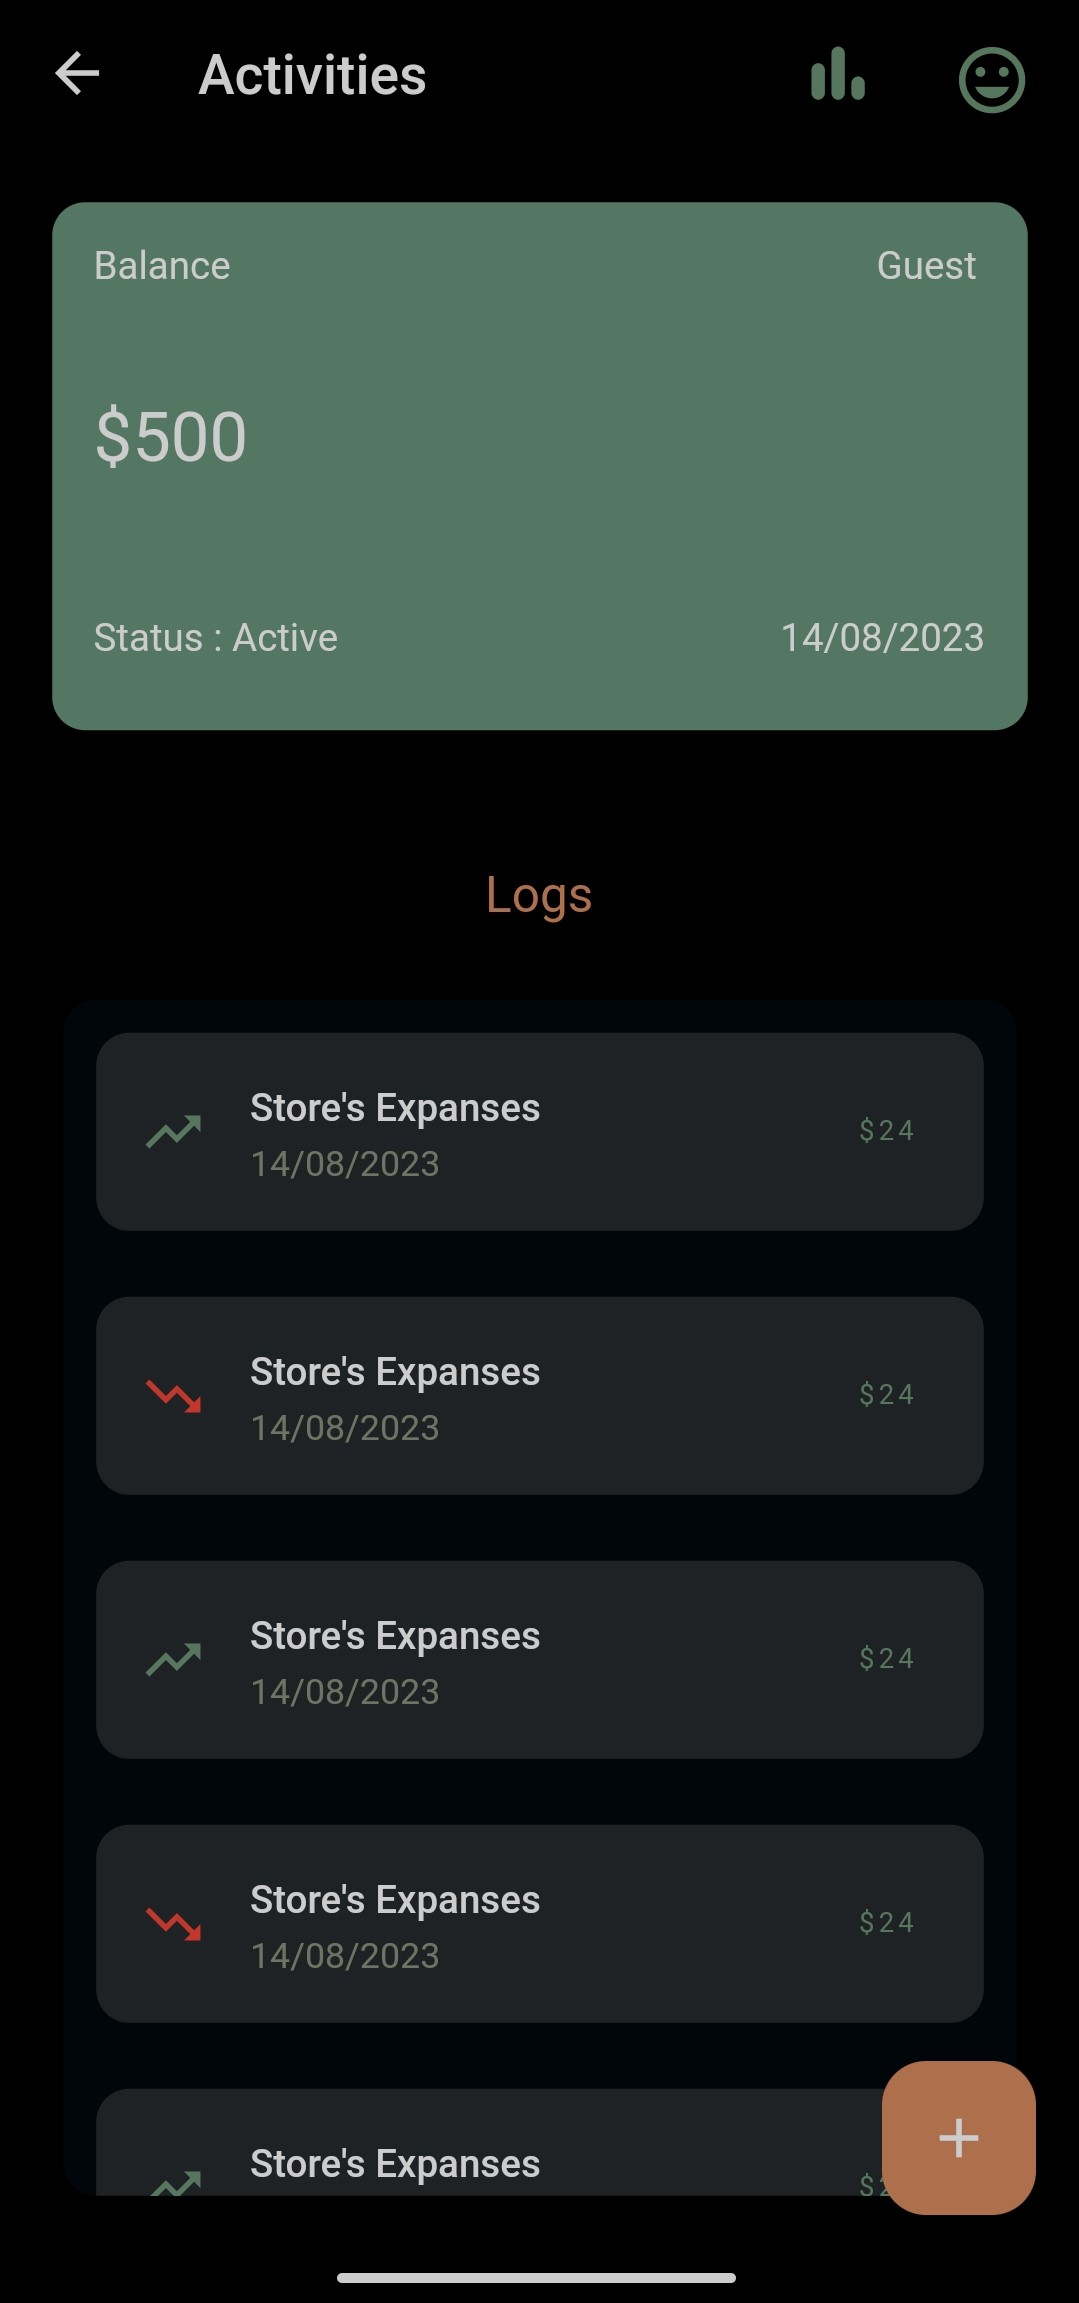 Activities
Balance
Guest
$500
Status : Active
14/08/2023
Logs
Store's Expanses
14/08/2023
$24
Store's Expanses
14/08/2023
$24
Store's Expanses
14/08/2023
$24
Store's Expanses
14/08/2023
$24
Store's Expanses